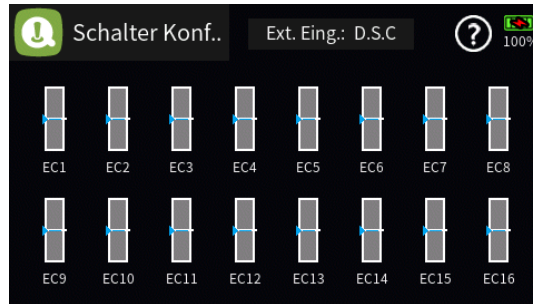 Schalter Konf.. Ext. Eing.: D.S.C ? 100%
EC1 EC2 EC3 EC4 EC5 EC6 EC7 EC8
EC9 EC10 EC11 EC12 EC13 EC14 EC15 EC16